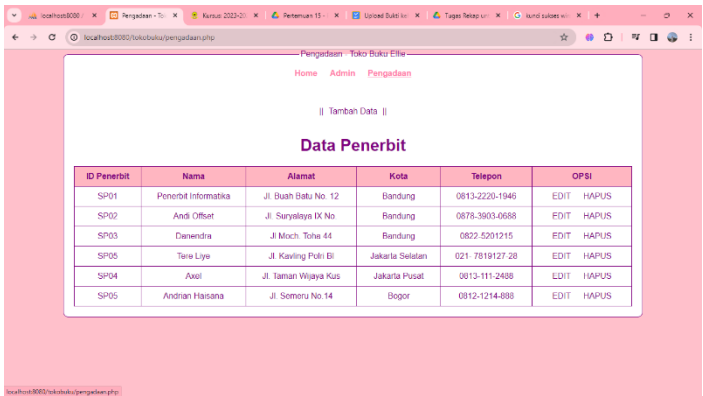 localhost:8080 /
Pengadaan - To
Kursus 2023-20
Pertemuan 15 -
Upload Bukti
Tugas Rekap
kunci sukses
localhost:8080/tokobuku/pengadaan.php
Pengadaan - Toko Buku Ellie
Home Admin Pengadaan
|| Tambah Data ||
Data Penerbit
ID Penerbit Nama Alamat Kota Telepon OPSI
SP01 Penerbit Informatika Jl. Buah Batu No. 12 Bandung 0813-2220-1946 EDIT HAPUS
SP02 Andi Offset Jl. Suryalaya IX No Bandung 0878-3903-0688 EDIT HAPUS
SP03 Danendra Jl.Moch. Toha 44 Bandung 0822-5201215 EDIT HAPUS
SP05 Tere Liye Jl. Kavling Polri Bl Jakarta Selatan 021- 7819127-28 EDIT HAPUS
SP04 Axel Jl. Taman Wijaya Kus Jakarta Pusat 0813-111-2488 EDIT HAPUS
SP05 Andrian Haisana Jl. Semeru No.14 Bogor 0812-1214-888 EDIT HAPUS
localhost:8080/tokobuku/pengadaan.php